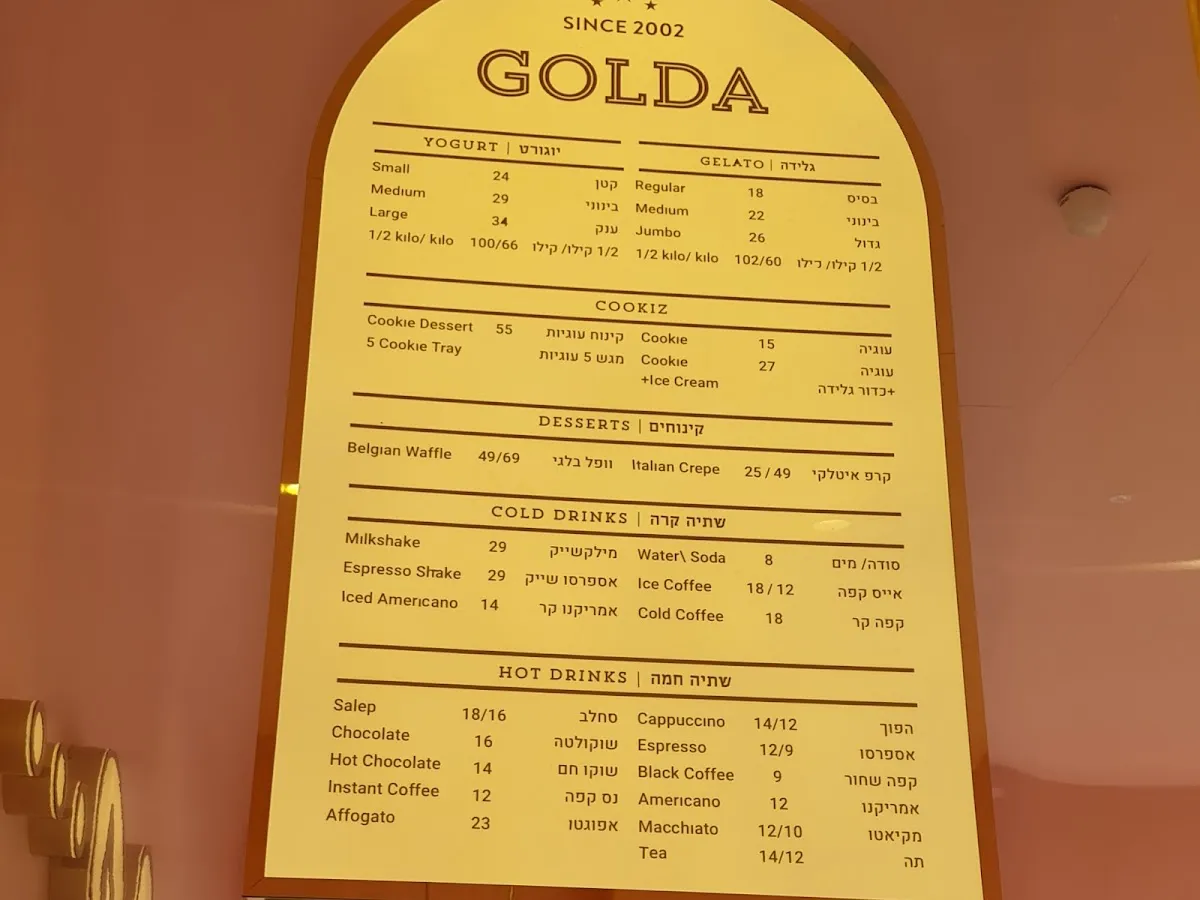 SINCE 2002
GOLDA
YOGURT | יוגורט
Small 24 קטן
Medium 29 בינוני
Large 34 ענק
1/2 kilo/ kilo 100/66 1/2 קילו/ קילו
GELATO | גלידה
Regular 18 בסיס
Medium 22 בינוני
Jumbo 26 גדול
1/2 kilo/ kilo 102/60 1/2 קילו/ כילו
COOKIZ
Cookie Dessert 55 קינוח עוגיות
5 Cookie Tray מגש 5 עוגיות
Cookie 15 עוגיה
Cookie 27 עוגיה
+Ice Cream +כדור גלידה
DESSERTS | קינוחים
Belgian Waffle 49/69 וופל בלגי
Italian Crepe 25 / 49 קרפ איטלקי
COLD DRINKS | שתיה קרה
Milkshake 29 מילקשייק
Espresso Shake 29 אספרסו שייק
Iced Americano 14 אמריקנו קר
Water\ Soda 8 סודה/ מים
Ice Coffee 18 / 12 אייס קפה
Cold Coffee 18 קפה קר
HOT DRINKS | שתיה חמה
Salep 18/16 סחלב
Chocolate 16 שוקולטה
Hot Chocolate 14 שוקו חם
Instant Coffee 12 נס קפה
Affogato 23 אפוגטו
Cappuccino 14/12 הפוך
Espresso 12/9 אספרסו
Black Coffee 9 קפה שחור
Americano 12 אמריקנו
Macchiato 12/10 מקיאטו
Tea 14/12 תה